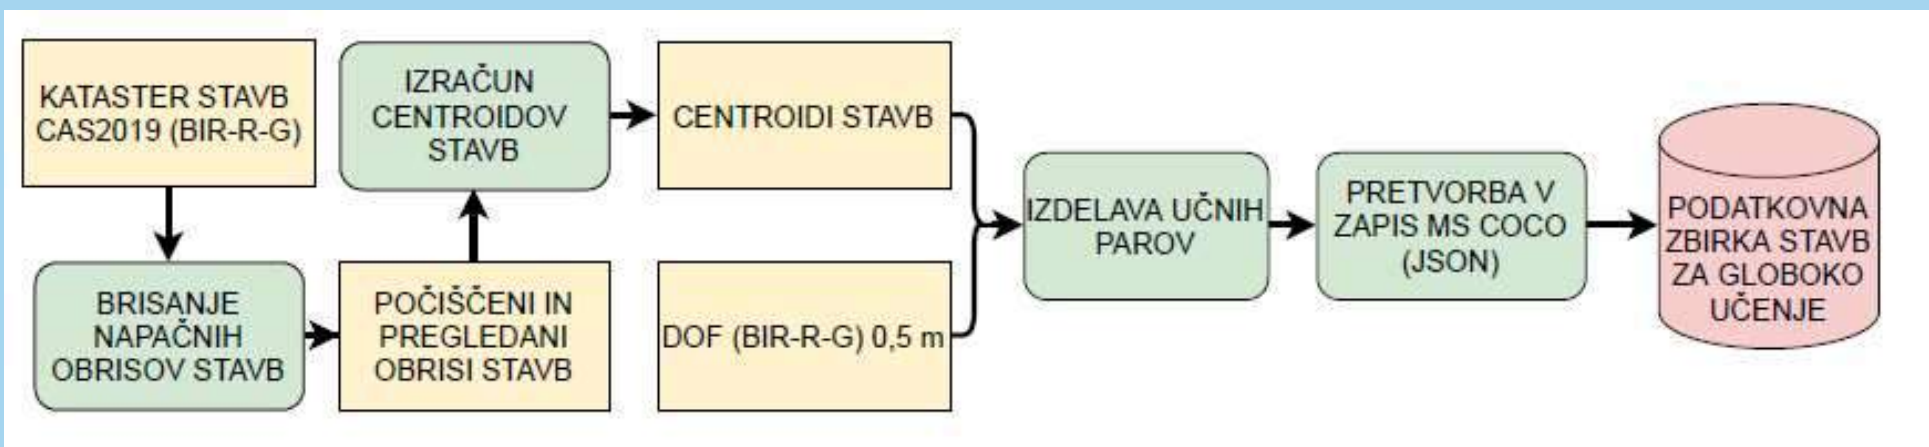 KATASTER STAVB
CAS2019 (BIR-R-G)
BRISANJE
NAPAČNIH
OBRISOV STAVB
POČIŠČENI IN
PREGLEDANI
OBRISI STAVB
IZRAČUN
CENTROIDOV
STAVB
CENTROIDI STAVB
DOF (BIR-R-G) 0,5 m
IZDELAVA UČNIH
PAROV
PRETVORBA V
ZAPIS MS COCO
(JSON)
PODATKOVNA
ZBIRKA STAVB
ZA GLOBOKO
UČENJE